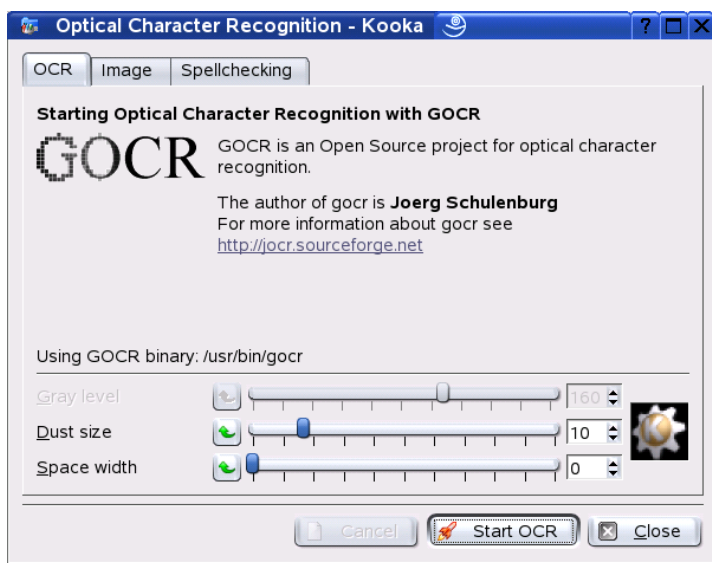 Optical Character Recognition - Kooka
OCR Image Spellchecking
Starting Optical Character Recognition with GOCR
GOCR
GOCR is an Open Source project for optical character
recognition.
The author of gocr is Joerg Schulenburg
For more information about gocr see
http://jocr.sourceforge.net
Using GOCR binary: /usr/bin/gocr
Gray level 160
Dust size 10
Space width 0
Cancel Start OCR Close